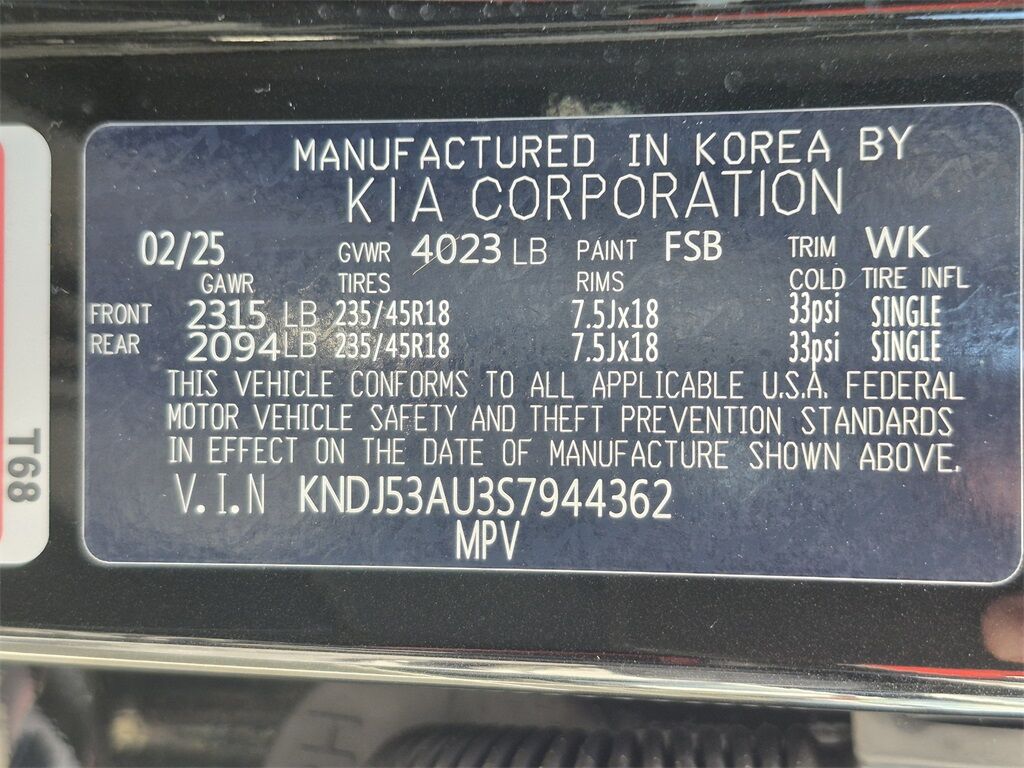 MANUFACTURED IN KOREA BY
KIA CORPORATION
02/25 GVWR 4023 LB PAINT FSB TRIM WK
GAWR TIRES RIMS COLD TIRE INFL
FRONT 2315 LB 235/45R18 7.5Jx18 33psi SINGLE
REAR 2094 LB 235/45R18 7.5Jx18 33psi SINGLE
THIS VEHICLE CONFORMS TO ALL APPLICABLE U.S.A. FEDERAL
MOTOR VEHICLE SAFETY AND THEFT PREVENTION STANDARDS
IN EFFECT ON THE DATE OF MANUFACTURE SHOWN ABOVE.
V.I.N KNDJ53AU3S7944362
MPV
T68